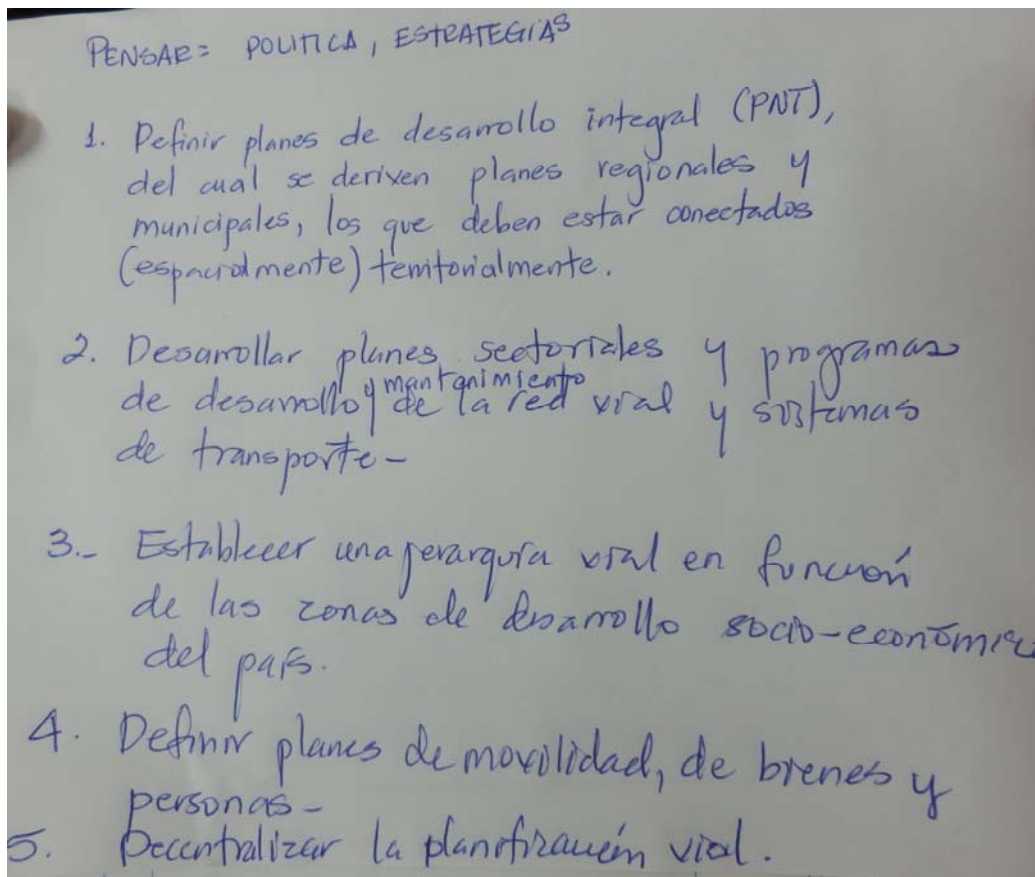 PENSAR= POLITICA, ESTRATEGIAS
1. Definir planes de desarrollo integral (PNT),
del cual se deriven planes regionales y
municipales, los que deben estar conectados
(espacialmente) territorialmente.
2. Desarrollar planes sectoriales y programas
de desarrollo y mantenimiento de la red vial y sistemas
de transporte-
3.- Establecer una jerarquía vial en función
de las zonas de desarrollo socio-económico
del país.
4. Definir planes de movilidad, de bienes y
personas-
5. Decentralizar la planificación vial.